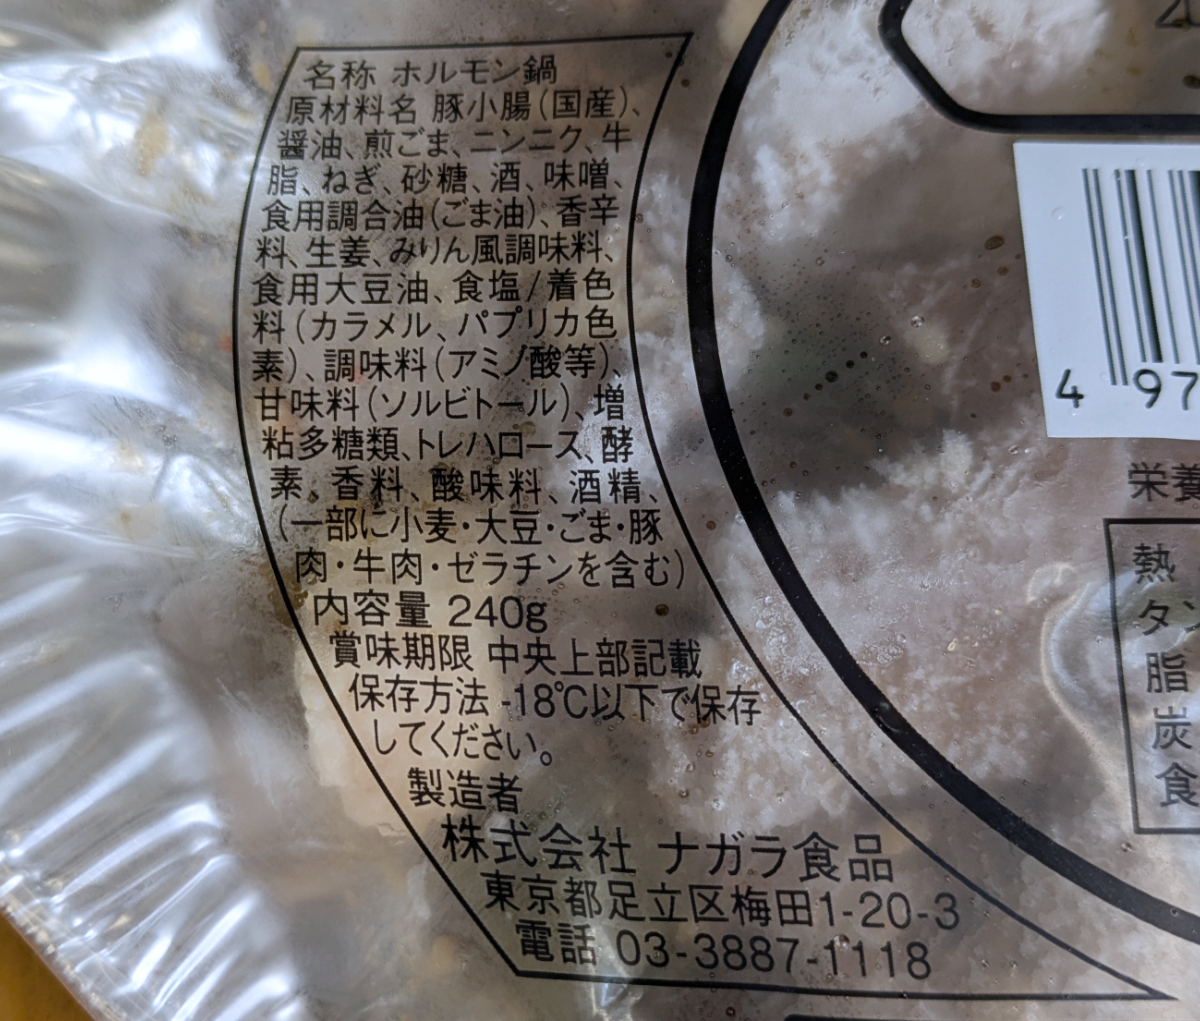 名称 ホルモン鍋
原材料名 豚小腸(国産)、
醤油、煎ごま、ニンニク、牛
脂、ねぎ、砂糖、酒、味噌、
食用調合油(ごま油)、香辛
料、生姜、みりん風調味料、
食用大豆油、食塩/着色
料(カラメル、パプリカ色
素)、調味料(アミノ酸等)、
甘味料(ソルビトール)、増
粘多糖類、トレハロース、酵
素、香料、酸味料、酒精、
(一部に小麦・大豆・ごま・豚
肉・牛肉・ゼラチンを含む)
内容量 240g
賞味期限 中央上部記載
保存方法 -18℃以下で保存
してください。
製造者
株式会社 ナガラ食品
東京都足立区梅田1-20-3
電話 03-3887-1118
4 97
栄養
熱
タン
脂
炭
食